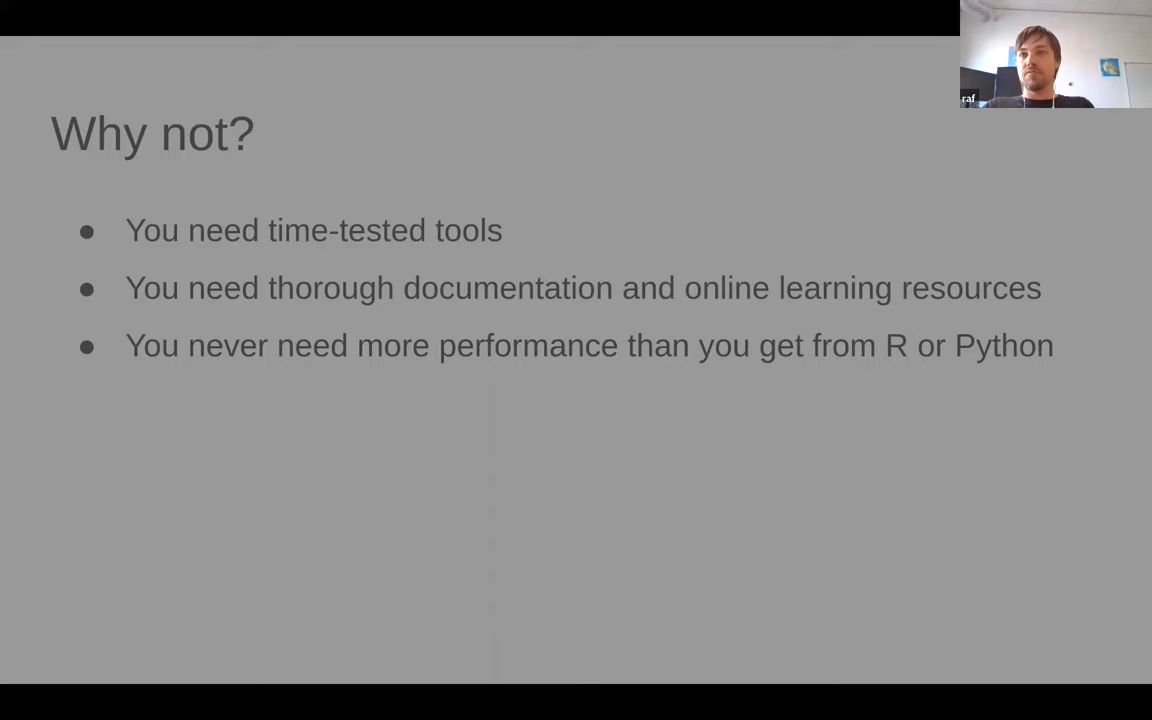 raf
Why not?
● You need time-tested tools
● You need thorough documentation and online learning resources
● You never need more performance than you get from R or Python